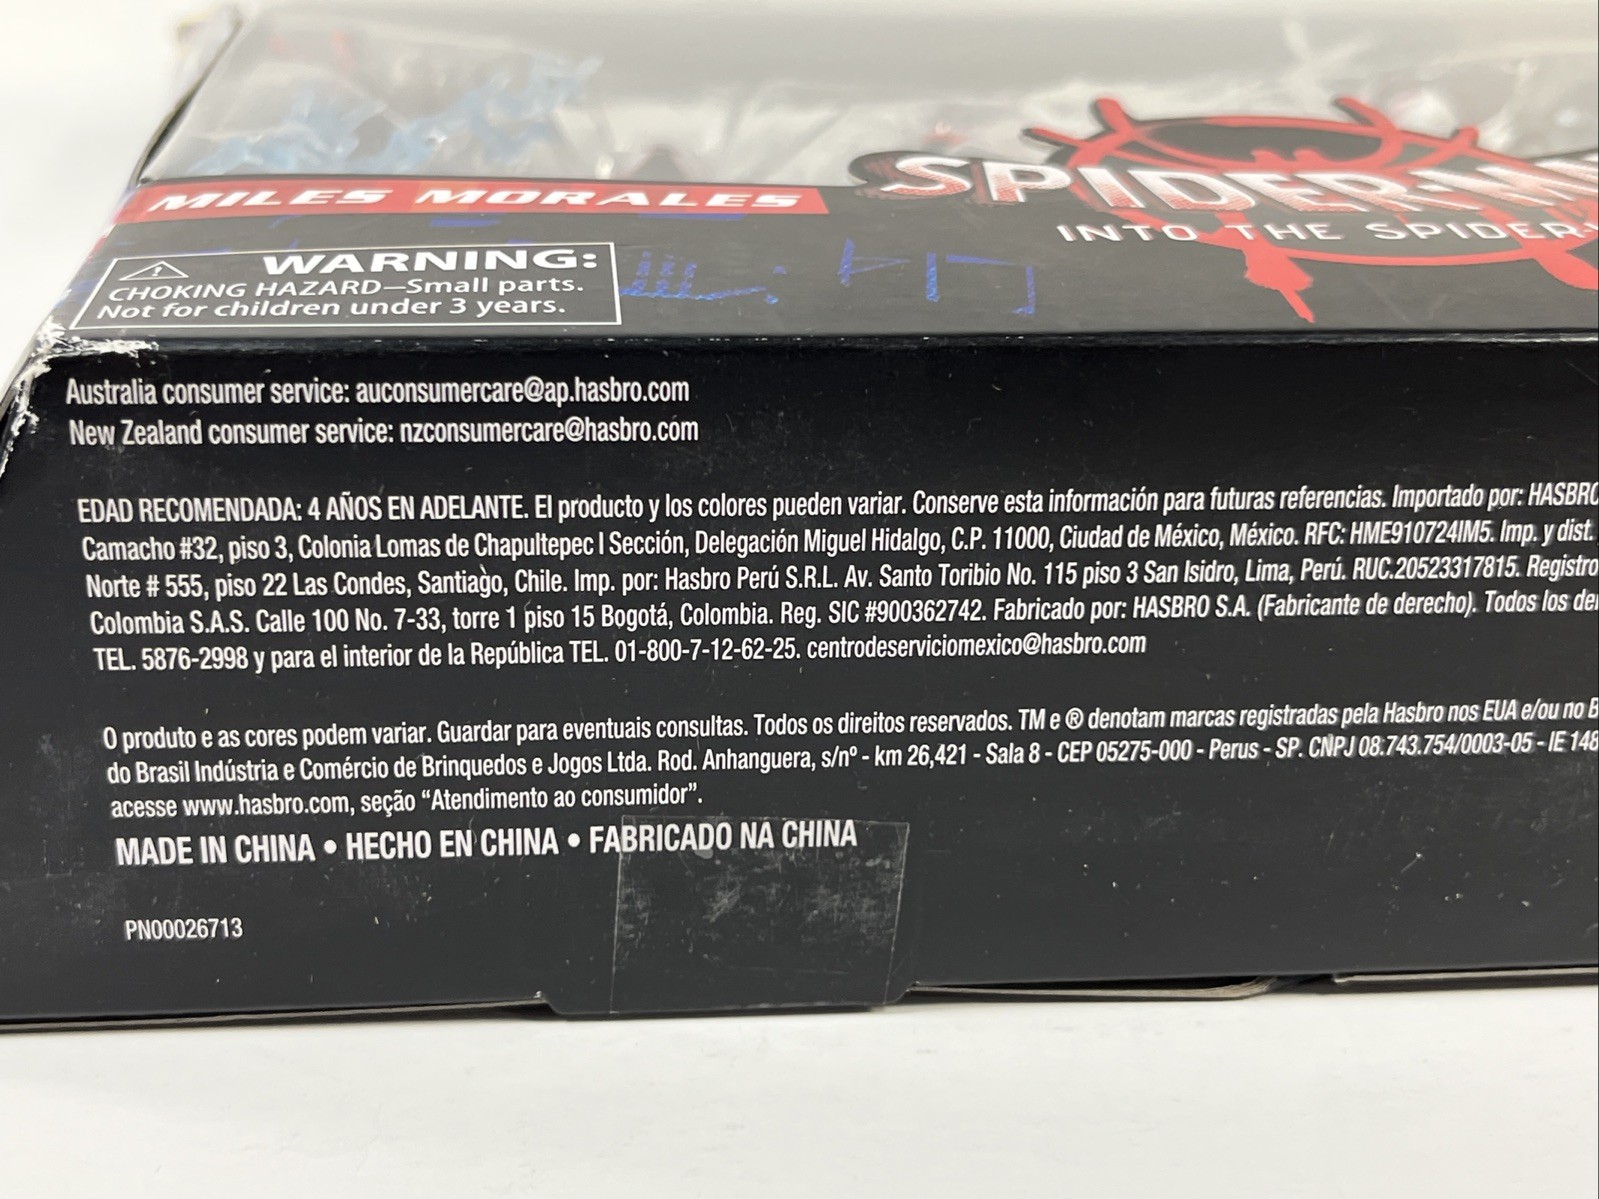 MILES MORALES
SPIDER-M
INTO THE SPIDER-
WARNING:
CHOKING HAZARD—Small parts.
Not for children under 3 years.
Australia consumer service: auconsumercare@ap.hasbro.com
New Zealand consumer service: nzconsumercare@hasbro.com
EDAD RECOMENDADA: 4 AÑOS EN ADELANTE. El producto y los colores pueden variar. Conserve esta información para futuras referencias. Importado por: HASBRO
Camacho #32, piso 3, Colonia Lomas de Chapultepec I Sección, Delegación Miguel Hidalgo, C.P. 11000, Ciudad de México, México. RFC: HME910724IM5. Imp. y dist.
Norte # 555, piso 22 Las Condes, Santiago, Chile. Imp. por: Hasbro Perú S.R.L. Av. Santo Toribio No. 115 piso 3 San Isidro, Lima, Perú. RUC.20523317815. Registro
Colombia S.A.S. Calle 100 No. 7-33, torre 1 piso 15 Bogotá, Colombia. Reg. SIC #900362742. Fabricado por: HASBRO S.A. (Fabricante de derecho). Todos los de
TEL. 5876-2998 y para el interior de la República TEL. 01-800-7-12-62-25. centrodeserviciomexico@hasbro.com
O produto e as cores podem variar. Guardar para eventuais consultas. Todos os direitos reservados. TM e ® denotam marcas registradas pela Hasbro nos EUA e/ou no B
do Brasil Indústria e Comércio de Brinquedos e Jogos Ltda. Rod. Anhanguera, s/nº - km 26,421 - Sala 8 - CEP 05275-000 - Perus - SP. CNPJ 08.743.754/0003-05 - IE 148
acesse www.hasbro.com, seção “Atendimento ao consumidor”.
MADE IN CHINA • HECHO EN CHINA • FABRICADO NA CHINA
PN00026713